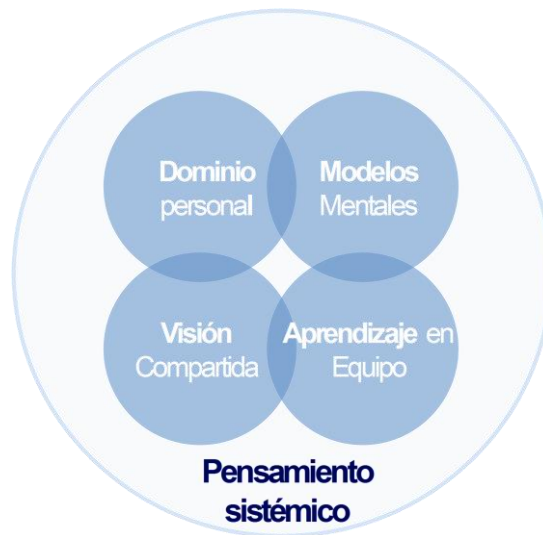 Dominio
personal
Modelos
Mentales
Visión
Compartida
Aprendizaje en
Equipo
Pensamiento
sistémico